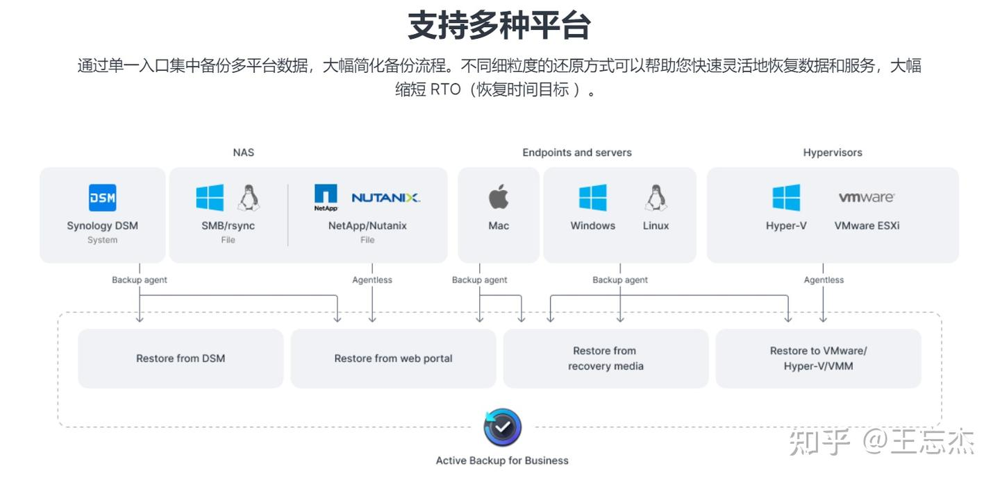 支持多种平台
通过单一入口集中备份多平台数据，大幅简化备份流程。不同细粒度的还原方式可以帮助您快速灵活地恢复数据和服务，大幅
缩短 RTO（恢复时间目标 ）。
NAS
Endpoints and servers
Hypervisors
DSM
NetApp
NUTANIX
vmware
Synology DSM
System
SMB/rsync
File
NetApp/Nutanix
File
Mac
Windows
Linux
Hyper-V
VMware ESXi
Backup agent
Agentless
Backup agent
Backup agent
Agentless
Restore from DSM
Restore from web portal
Restore from
recovery media
Restore to VMware/
Hyper-V/VMM
Active Backup for Business
知乎 @王忘杰